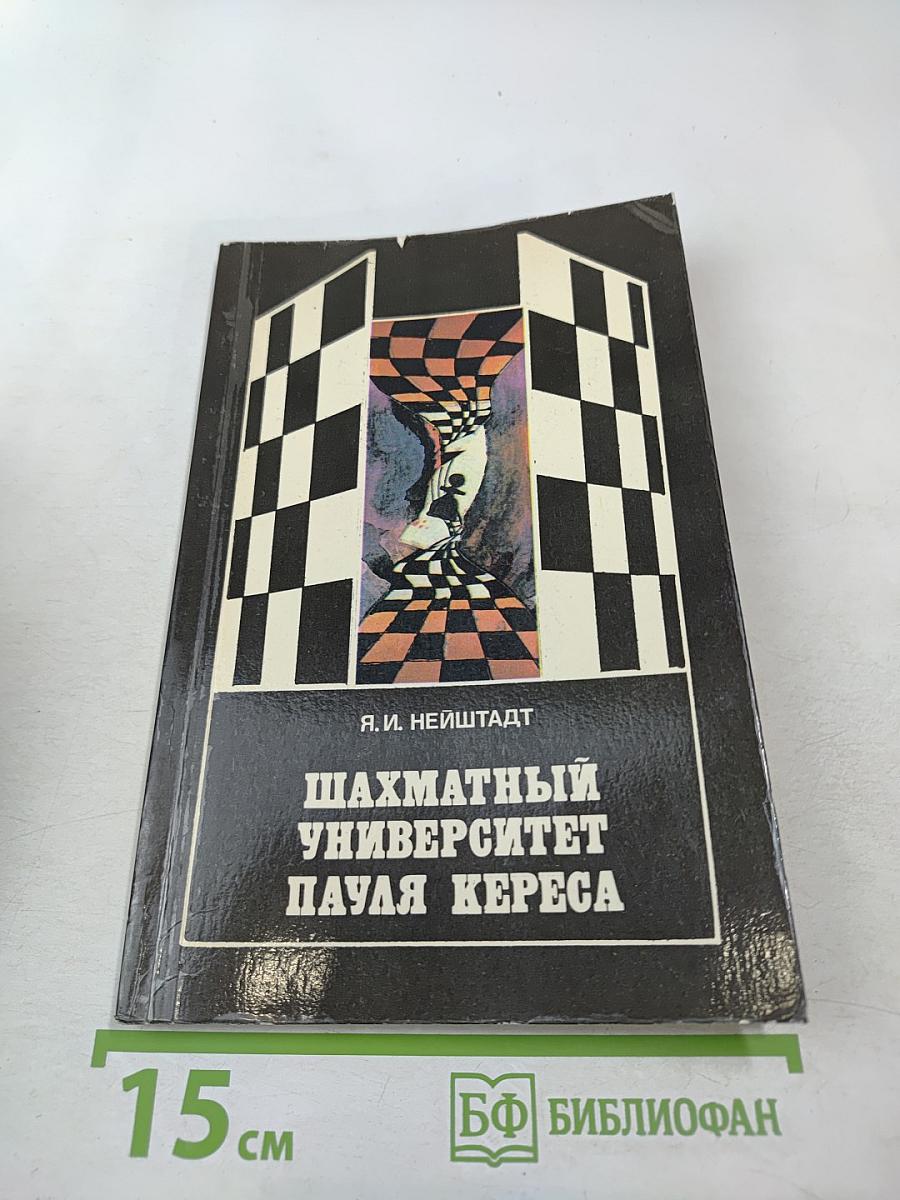 Я. И. НЕЙШТАДТ
ШАХМАТНЫЙ
УНИВЕРСИТЕТ
ПАУЛЯ КЕРЕСА
15 см
БФ БИБЛИОФАН